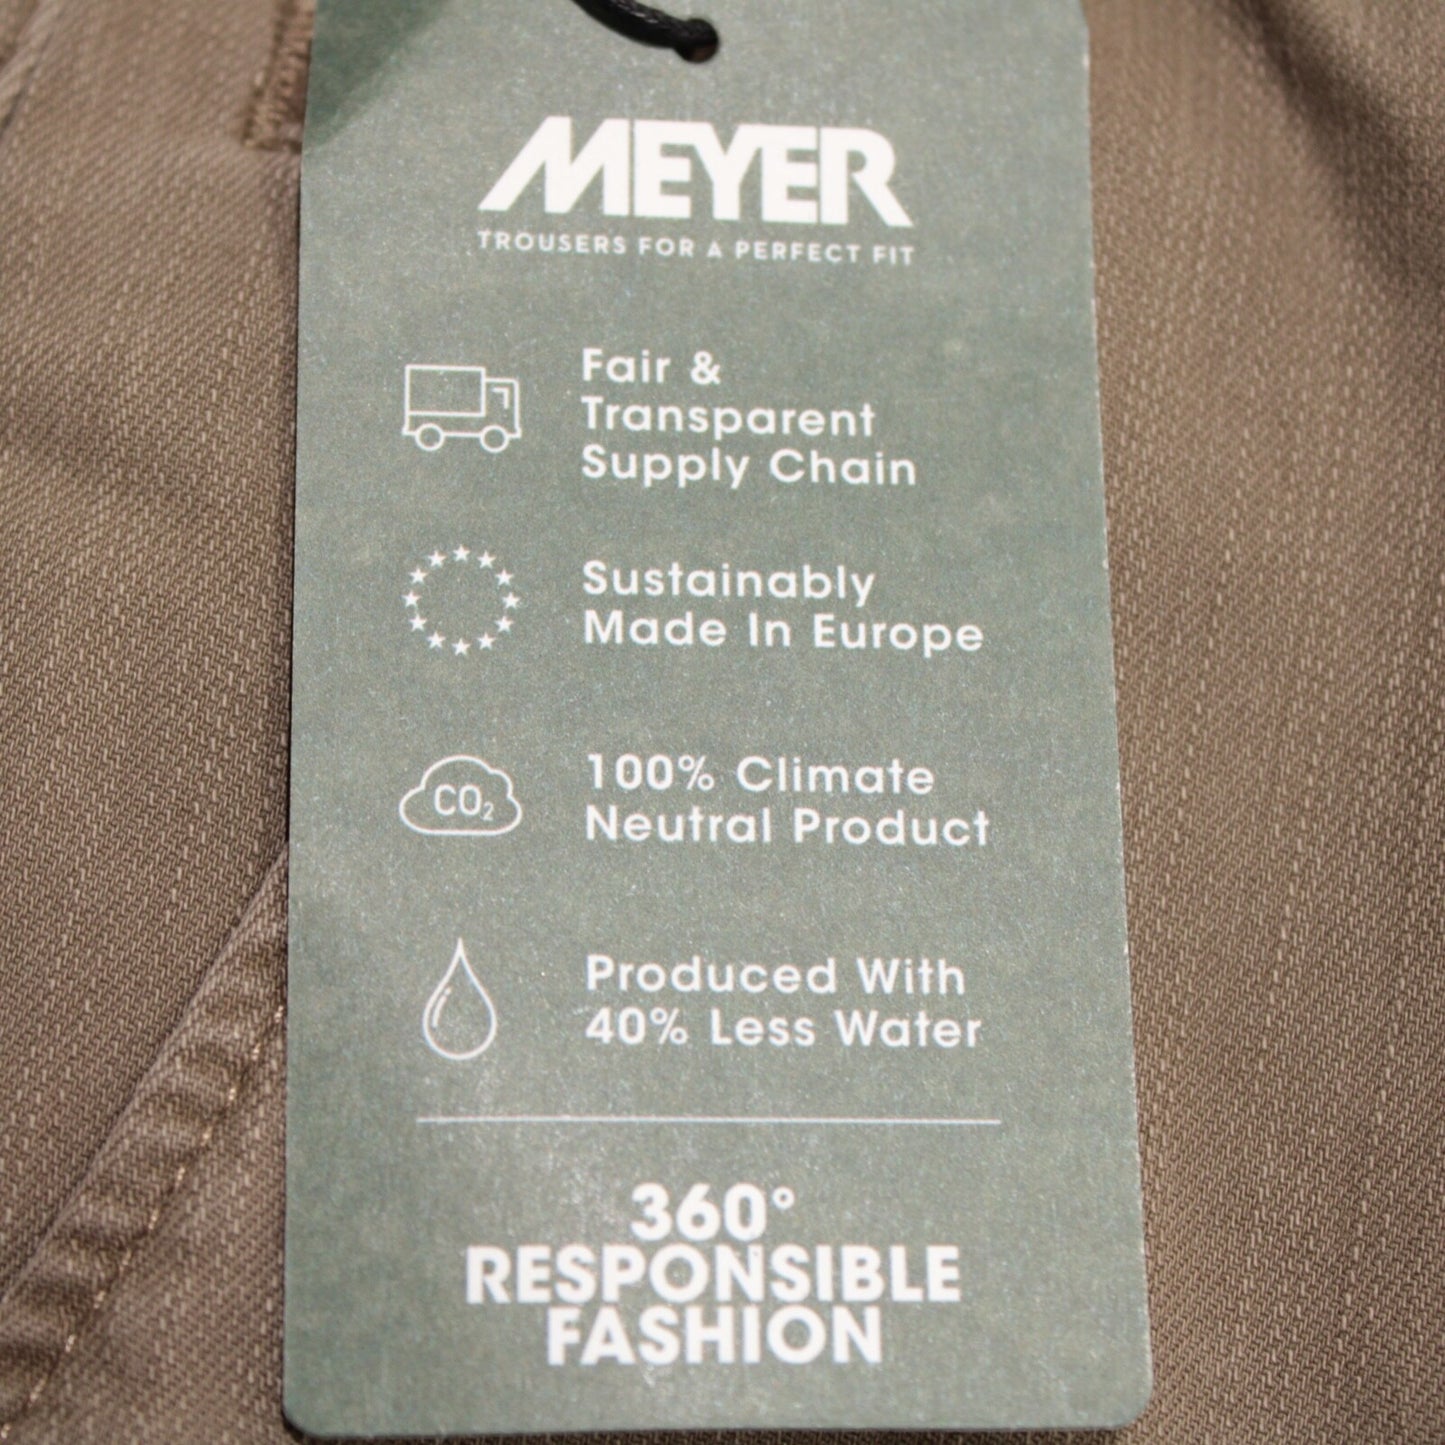 MEYER
TROUSERS FOR A PERFECT FIT
Fair &
Transparent
Supply Chain
Sustainably
Made In Europe
CO₂
100% Climate
Neutral Product
Produced With
40% Less Water
360°
RESPONSIBLE
FASHION